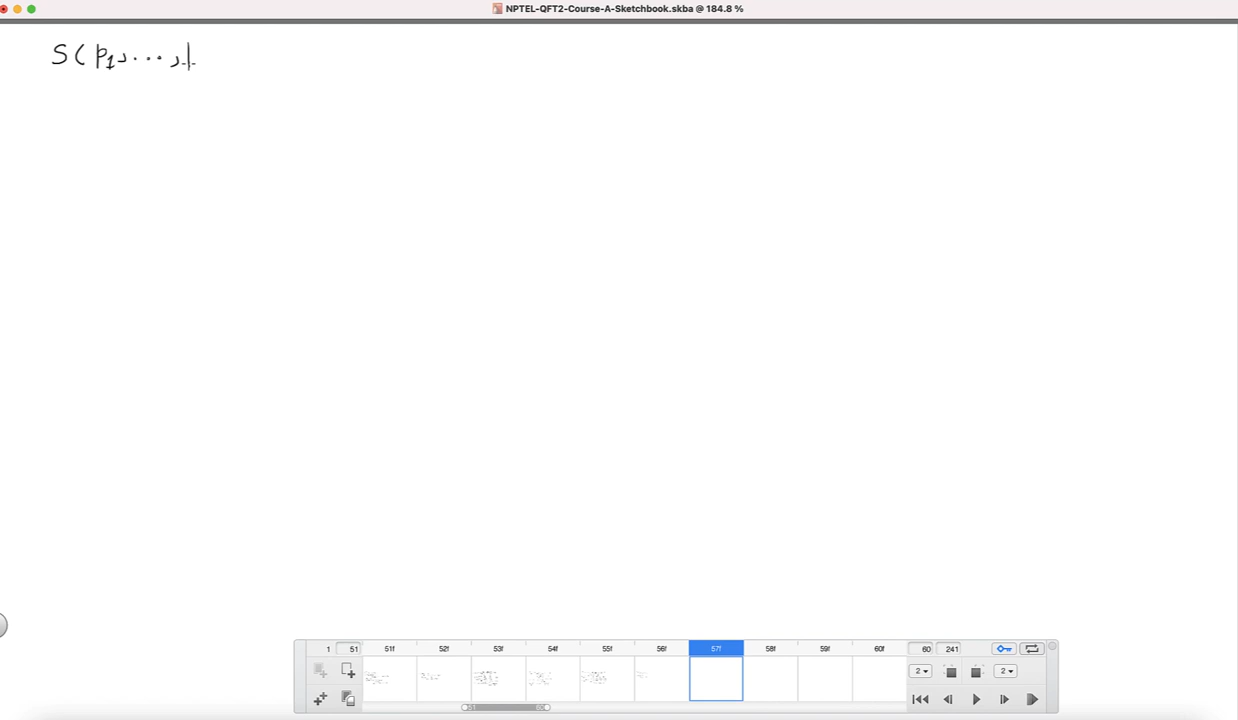 NPTEL-QFT2-Course-A-Sketchbook.skba @ 184.8 %
S( p₁, ... ,
1 51 51f 52f 53f 54f 55f 56f 57f 58f 59f 60f 60 241
2 2